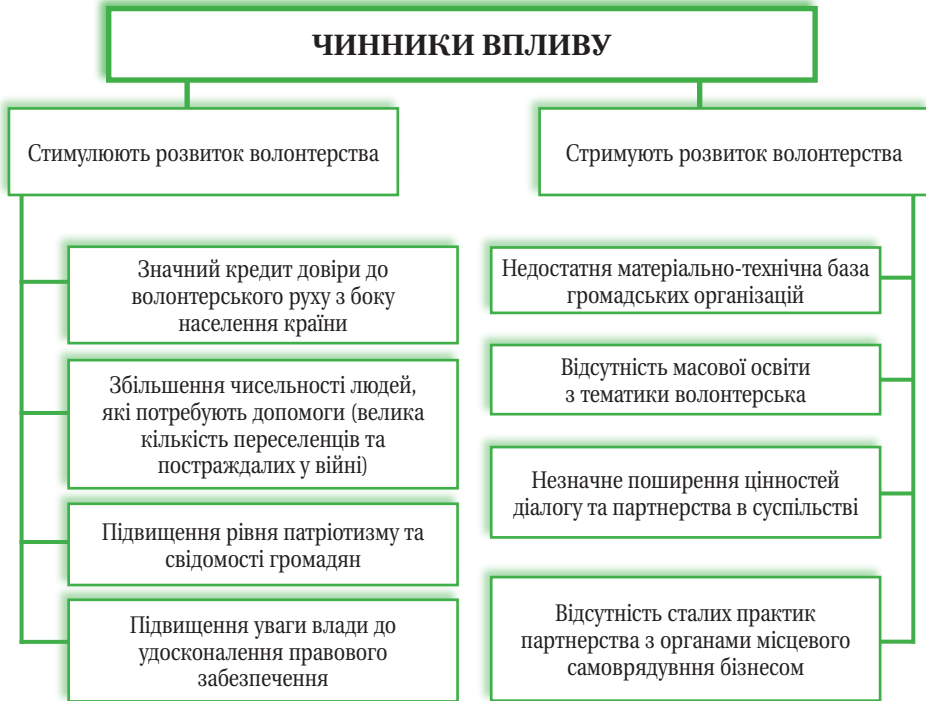 ЧИННИКИ ВПЛИВУ
Стимулюють розвиток волонтерства
Значний кредит довіри до
волонтерського руху з боку
населення країни
Збільшення чисельності людей,
які потребують допомоги (велика
кількість переселенців та
постраждалих у війні)
Підвищення рівня патріотизму та
свідомості громадян
Підвищення уваги влади до
удосконалення правового
забезпечення
Стримують розвиток волонтерства
Недостатня матеріально-технічна база
громадських організацій
Відсутність масової освіти
з тематики волонтерська
Незначне поширення цінностей
діалогу та партнерства в суспільстві
Відсутність сталих практик
партнерства з органами місцевого
самоврядувння бізнесом